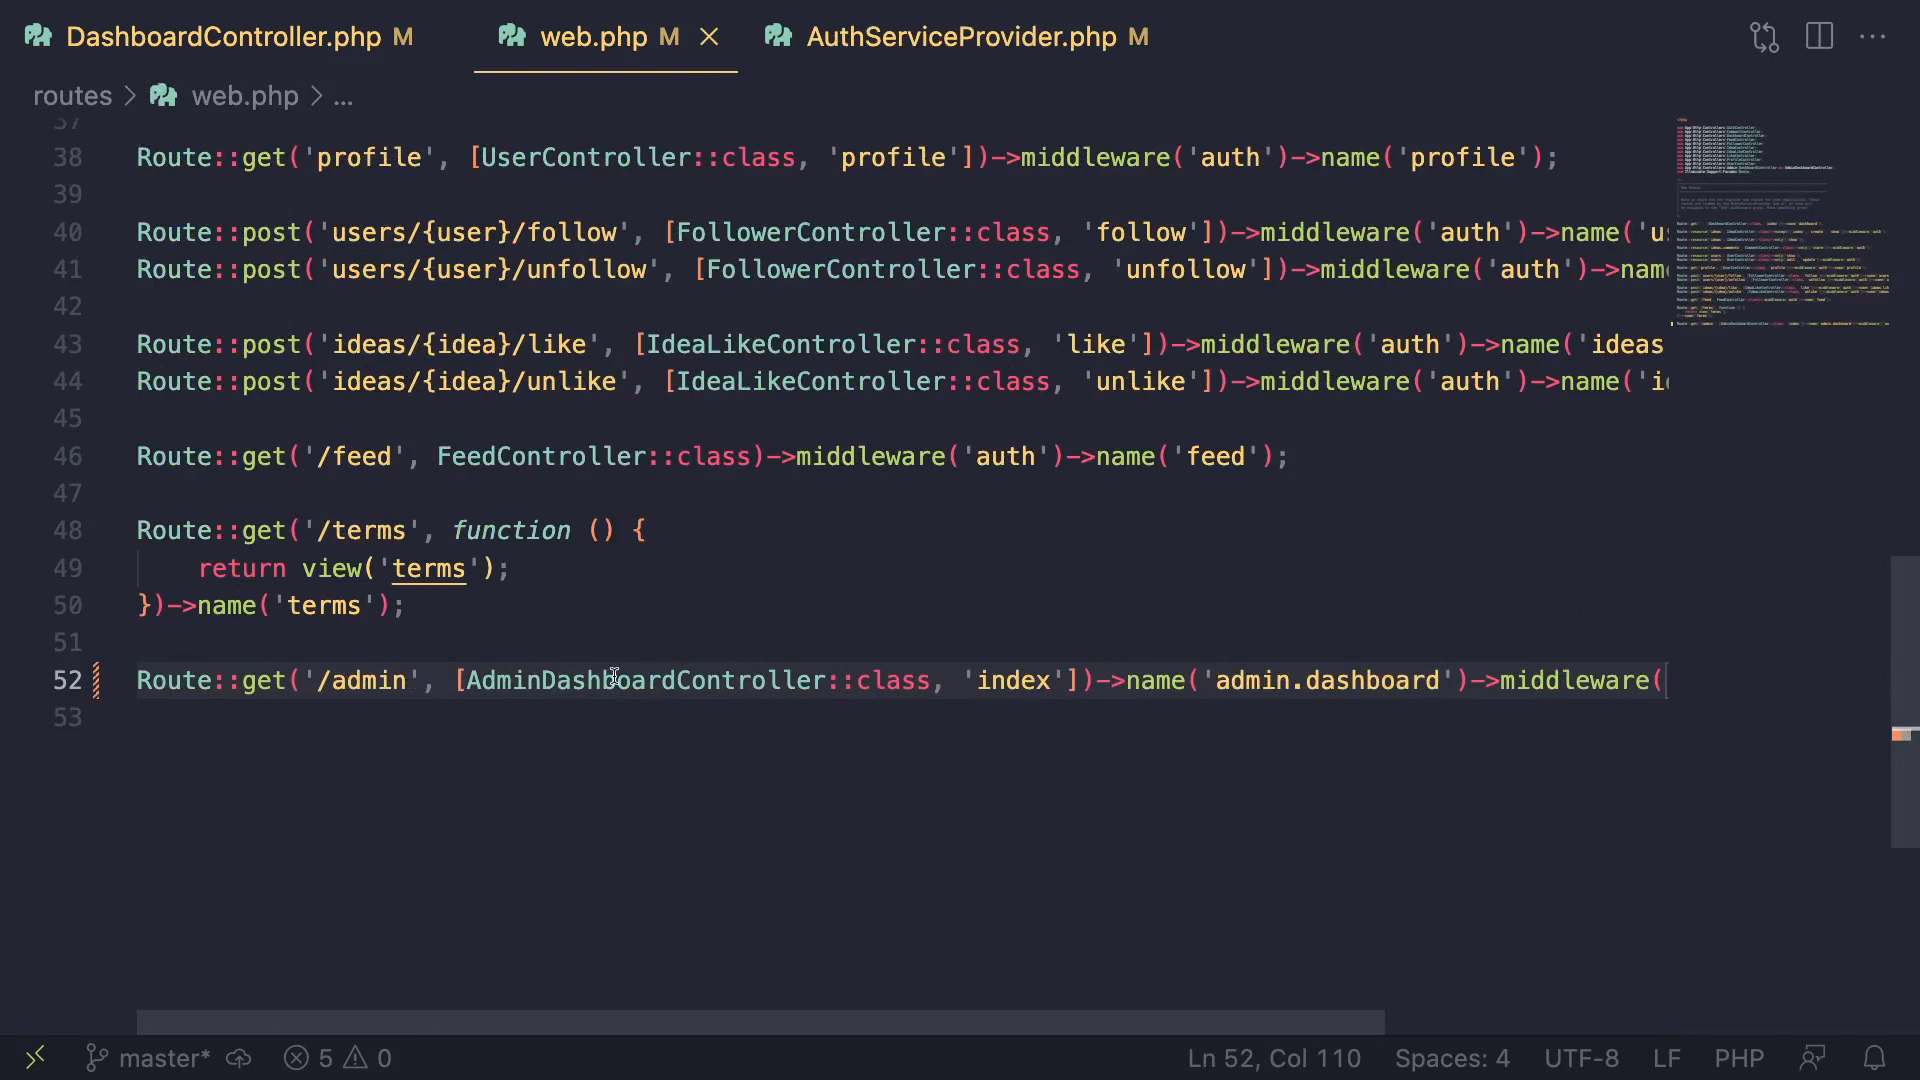 DashboardController.php M web.php M AuthServiceProvider.php M
routes > web.php > ...
37
38 Route::get('profile', [UserController::class, 'profile'])->middleware('auth')->name('profile');
39
40 Route::post('users/{user}/follow', [FollowerController::class, 'follow'])->middleware('auth')->name('u
41 Route::post('users/{user}/unfollow', [FollowerController::class, 'unfollow'])->middleware('auth')->name
42
43 Route::post('ideas/{idea}/like', [IdeaLikeController::class, 'like'])->middleware('auth')->name('ideas
44 Route::post('ideas/{idea}/unlike', [IdeaLikeController::class, 'unlike'])->middleware('auth')->name('i
45
46 Route::get('/feed', FeedController::class)->middleware('auth')->name('feed');
47
48 Route::get('/terms', function () {
49 return view('terms');
50 })->name('terms');
51
52 Route::get('/admin', [AdminDashboardController::class, 'index'])->name('admin.dashboard')->middleware(
53
master* 5 0 Ln 52, Col 110 Spaces: 4 UTF-8 LF PHP